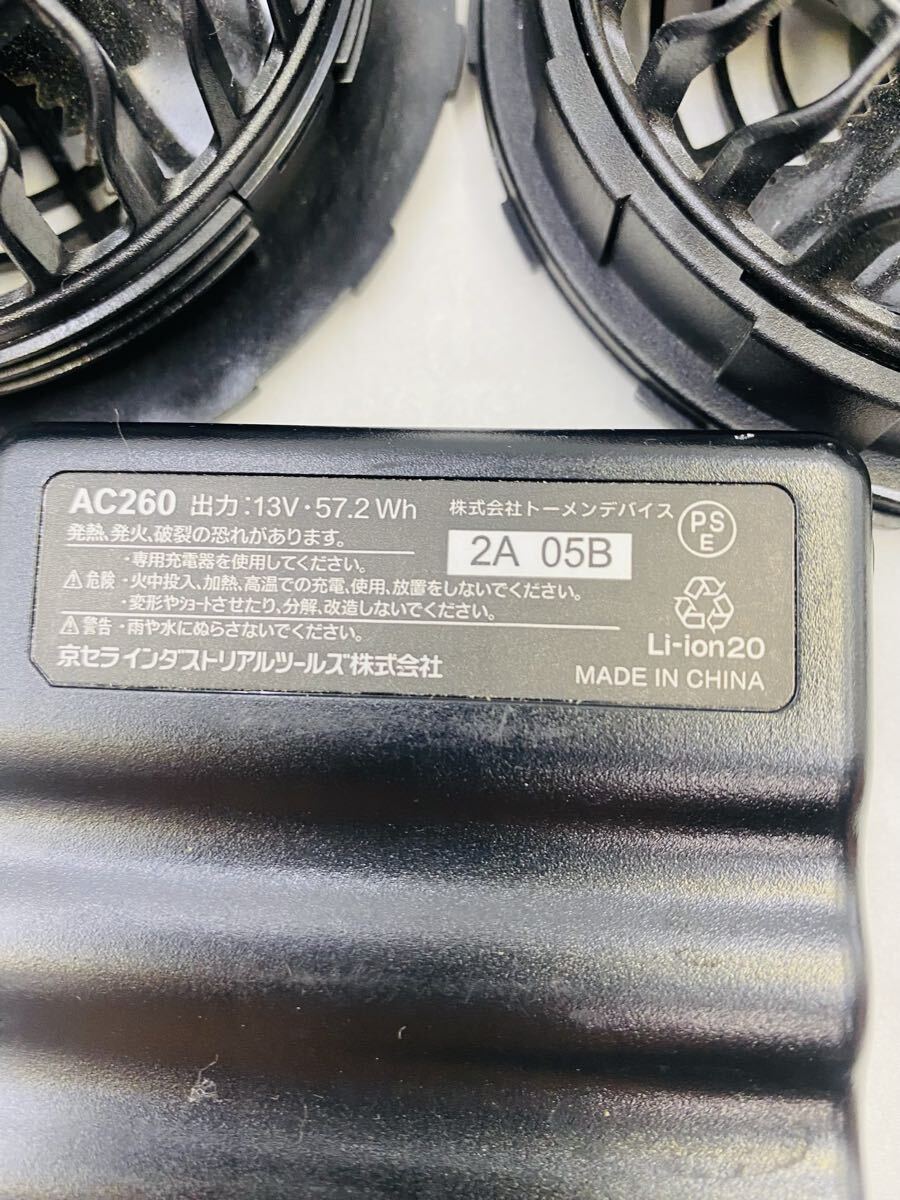 AC260 出力:13V・57.2Wh
発熱、発火、破裂の恐れがあります。
・専用充電器を使用してください。
⚠危険・火中投入、加熱、高温での充電、使用、放置をしないでください。
・変形やｼｮｰﾄさせたり、分解、改造しないでください。
⚠警告・雨や水にぬらさないでください。
京セラインダストリアルツールズ株式会社
株式会社トーメンデバイス
2A 05B
PS
E
Li-ion20
MADE IN CHINA